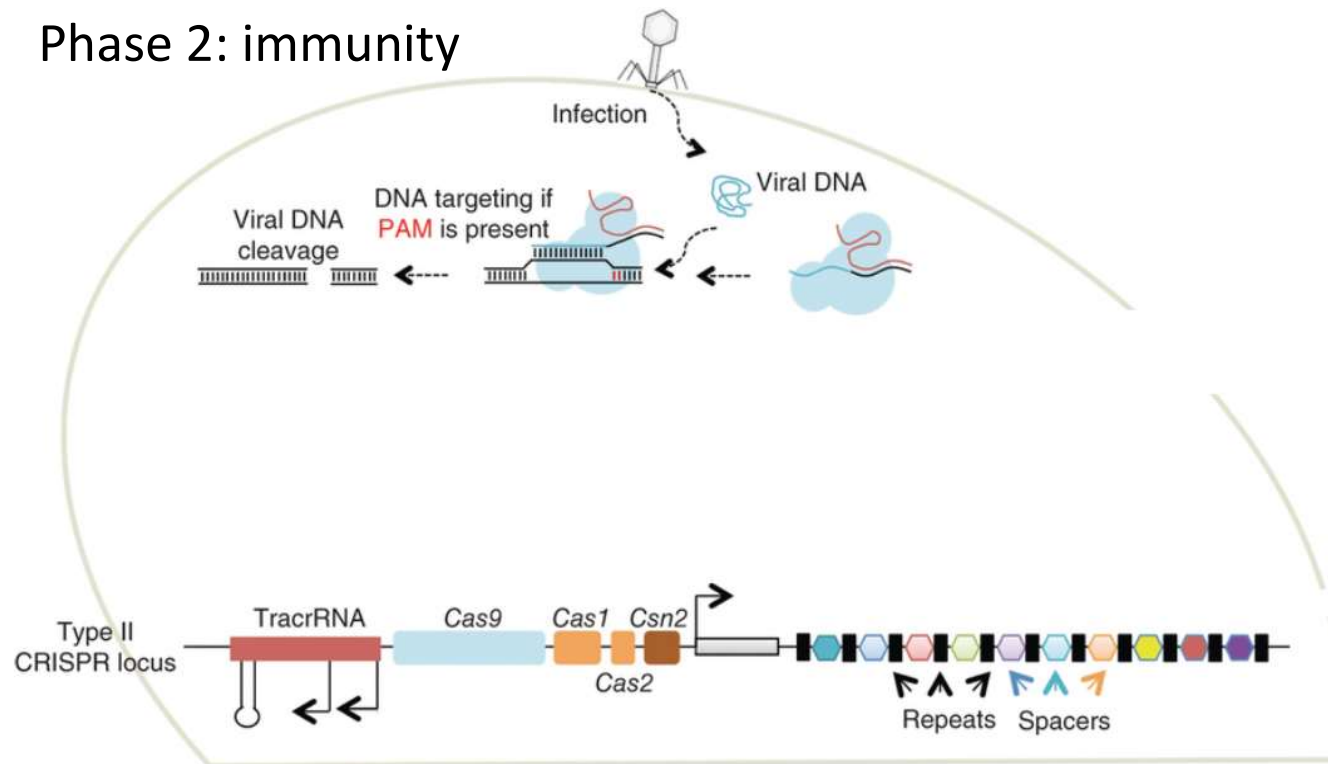 Phase 2: immunity
Infection
Viral DNA
DNA targeting if
PAM is present
Viral DNA
cleavage
TracrRNA
Cas9
Cas1
Csn2
Type II
CRISPR locus
Cas2
Repeats
Spacers